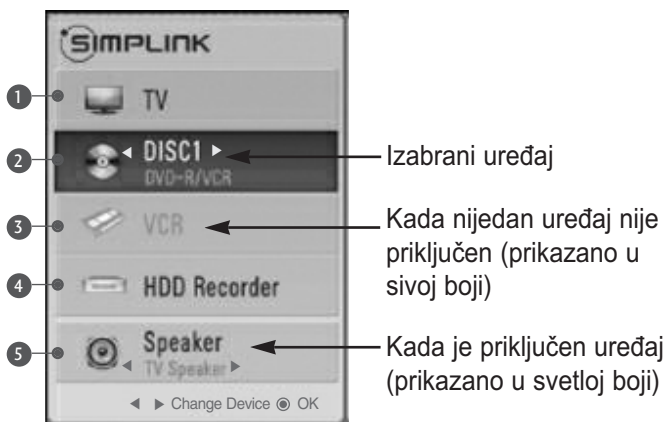 SIMPLINK
1 TV
2 ◄ DISC1 ► Izabrani uređaj
DVD-R/VCR
3 VCR Kada nijedan uređaj nije
priključen (prikazano u
sivoj boji)
4 HDD Recorder
5 Speaker Kada je priključen uređaj
◄ TV Speaker ► (prikazano u svetloj boji)
◄ ► Change Device ◉ OK